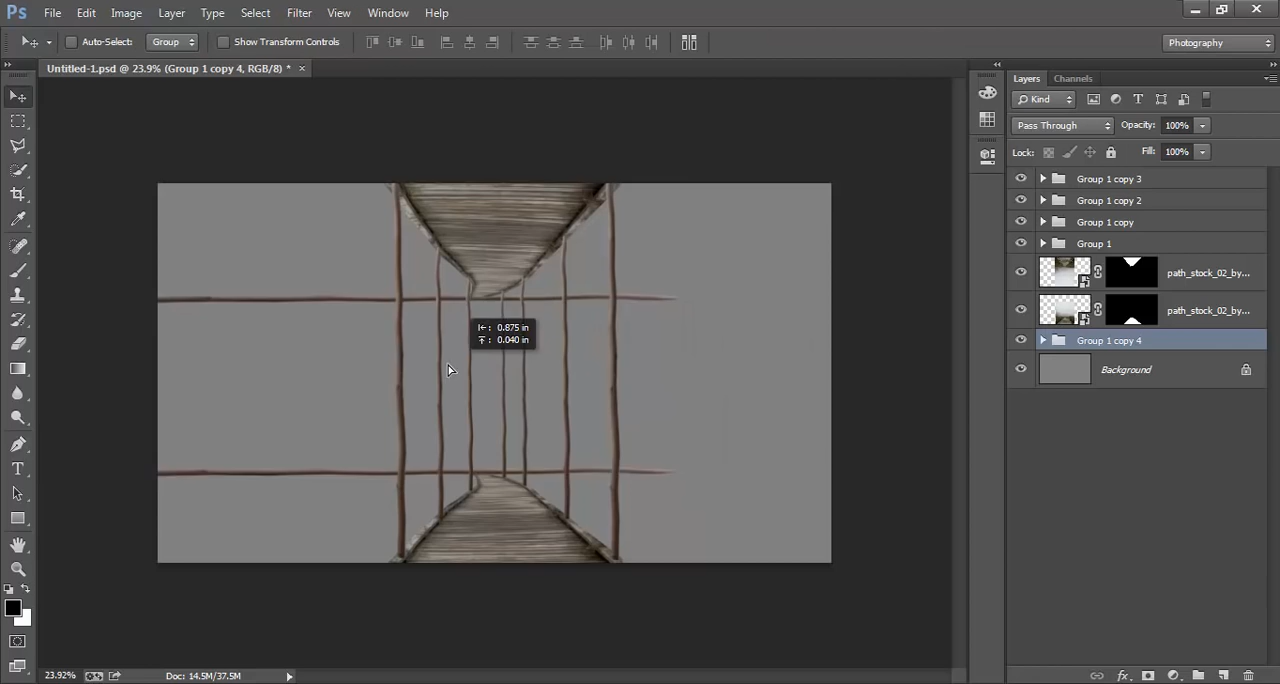 Ps File Edit Image Layer Type Select Filter View Window Help
Auto-Select: Group Show Transform Controls Photography
Untitled-1.psd @ 23.9% (Group 1 copy 4, RGB/8) * ×
Layers Channels
Kind
Pass Through Opacity: 100%
Lock: Fill: 100%
Group 1 copy 3
Group 1 copy 2
Group 1 copy
Group 1
path_stock_02_by...
path_stock_02_by...
Group 1 copy 4
Background
0.875 in
0.040 in
23.92% Doc: 14.5M/37.5M